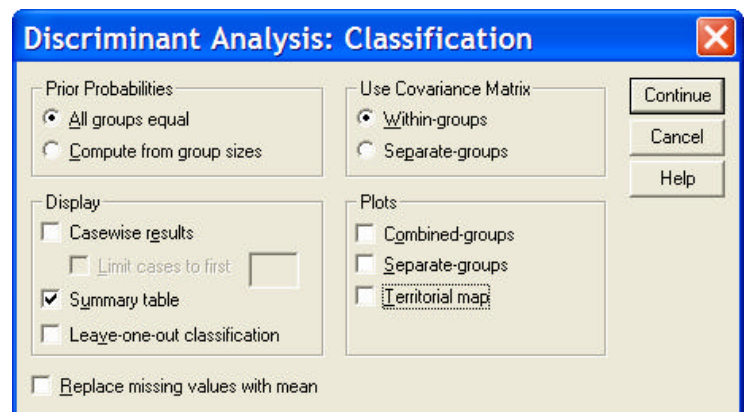 Discriminant Analysis: Classification
Prior Probabilities
All groups equal
Compute from group sizes
Use Covariance Matrix
Within-groups
Separate-groups
Continue
Cancel
Help
Display
Casewise results
Limit cases to first
Summary table
Leave-one-out classification
Plots
Combined-groups
Separate-groups
Territorial map
Replace missing values with mean